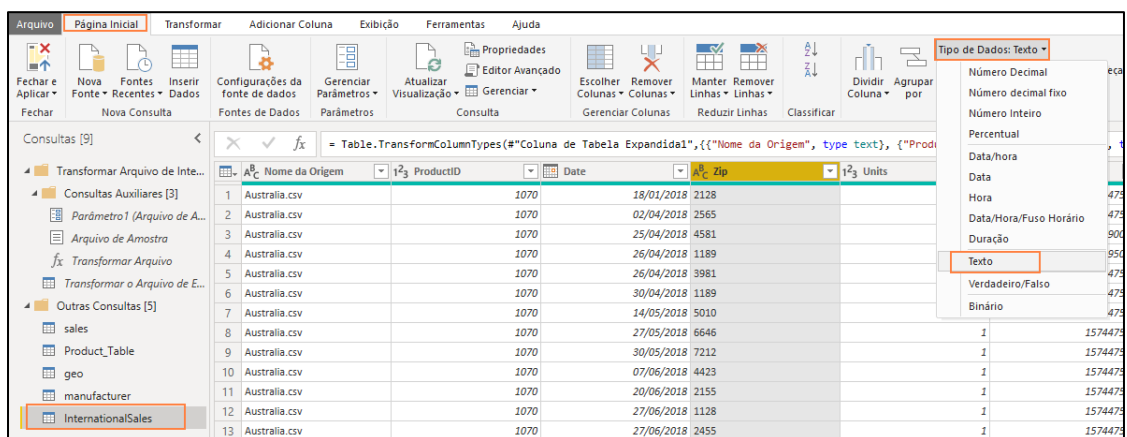 Arquivo Página Inicial Transformar Adicionar Coluna Exibição Ferramentas Ajuda
Fechar e Aplicar Nova Fonte Fontes Recentes Inserir Dados Configurações da fonte de dados Gerenciar Parâmetros Atualizar Visualização Propriedades Editor Avançado Gerenciar Escolher Colunas Remover Colunas Manter Linhas Remover Linhas Dividir Coluna Agrupar por Tipo de Dados: Texto
Fechar Nova Consulta Fontes de Dados Parâmetros Consulta Gerenciar Colunas Reduzir Linhas Classificar
Número Decimal
Número decimal fixo
Número Inteiro
Percentual
Data/hora
Data
Hora
Data/Hora/Fuso Horário
Duração
Texto
Verdadeiro/Falso
Binário
Consultas [9]
Transformar Arquivo de Inte...
Consultas Auxiliares [3]
Parâmetro1 (Arquivo de A...
Arquivo de Amostra
fx Transformar Arquivo
Transformar o Arquivo de E...
Outras Consultas [5]
sales
Product_Table
geo
manufacturer
InternationalSales
fx = Table.TransformColumnTypes(#"Coluna de Tabela Expandida1",{{"Nome da Origem", type text}, {"Produ
ABC Nome da Origem 123 ProductID Date ABC Zip 123 Units
1 Australia.csv 1070 18/01/2018 2128
2 Australia.csv 1070 02/04/2018 2565
3 Australia.csv 1070 25/04/2018 4581
4 Australia.csv 1070 26/04/2018 1189
5 Australia.csv 1070 26/04/2018 3981
6 Australia.csv 1070 30/04/2018 1189
7 Australia.csv 1070 14/05/2018 5010
8 Australia.csv 1070 27/05/2018 6646 1 1574475
9 Australia.csv 1070 30/05/2018 7212 1 1574475
10 Australia.csv 1070 07/06/2018 4423 1 1574475
11 Australia.csv 1070 20/06/2018 2155 1 1574475
12 Australia.csv 1070 27/06/2018 1128 1 1574475
13 Australia.csv 1070 27/06/2018 2455 1 1574475